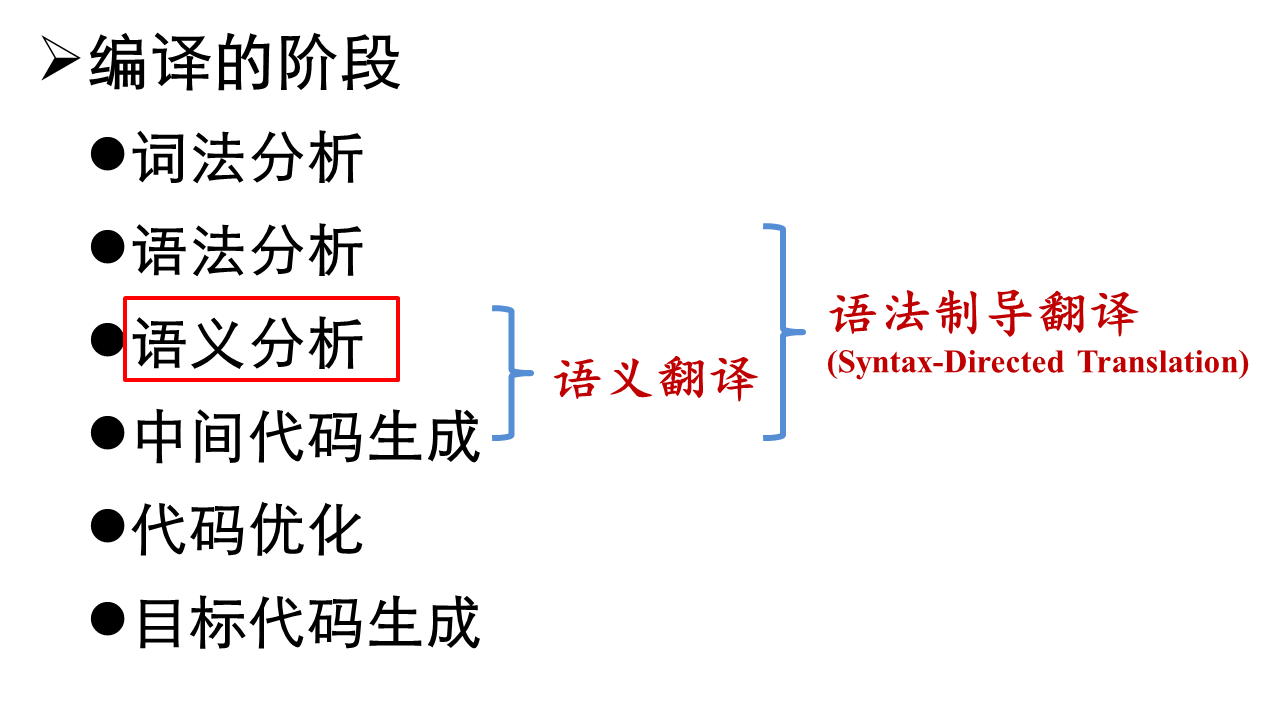 编译的阶段
词法分析
语法分析
语义分析
中间代码生成
代码优化
目标代码生成
语义翻译
语法制导翻译
(Syntax-Directed Translation)